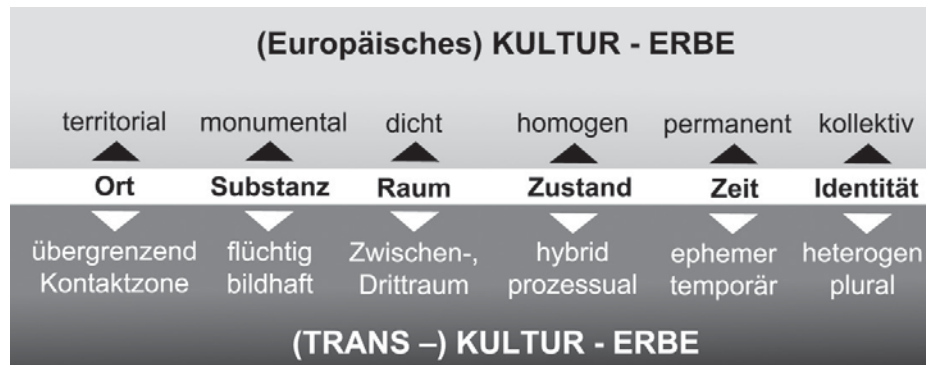 (Europäisches) KULTUR - ERBE
territorial monumental dicht homogen permanent kollektiv
Ort Substanz Raum Zustand Zeit Identität
übergrenzend flüchtig Zwischen-, hybrid ephemer heterogen
Kontaktzone bildhaft Drittraum prozessual temporär plural
(TRANS –) KULTUR - ERBE